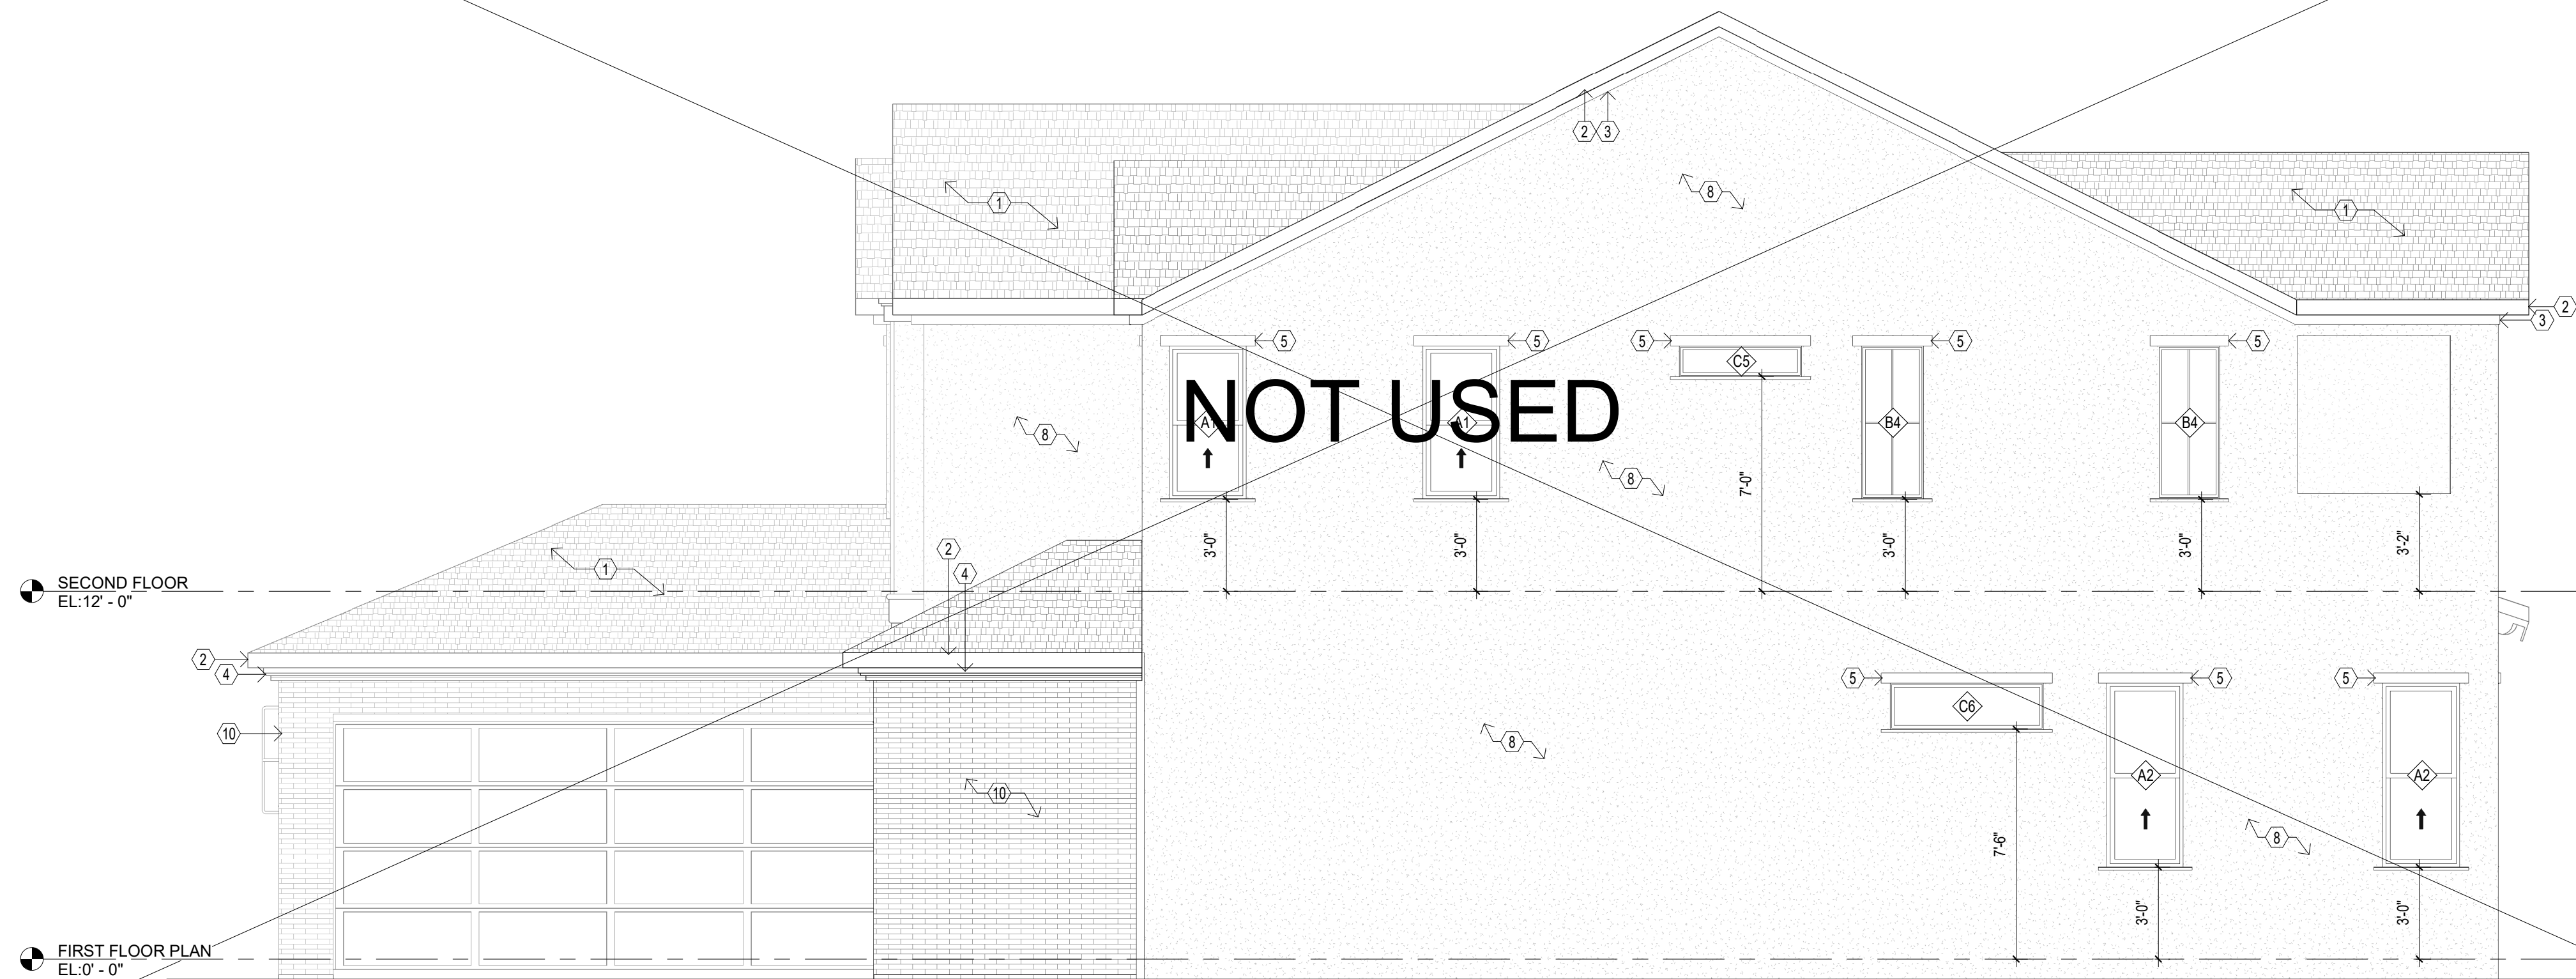 2 3
8
1
1
2
3
5
5
5
5
5
C5
A1
A1
B4
B4
NOT USED
8
8
7'-0"
3'-0"
3'-0"
3'-0"
3'-0"
3'-2"
2
4
1
SECOND FLOOR
EL:12' - 0"
2
4
5
5
5
C6
10
8
A2
A2
10
8
7'-6"
3'-0"
3'-0"
FIRST FLOOR PLAN
EL:0' - 0"